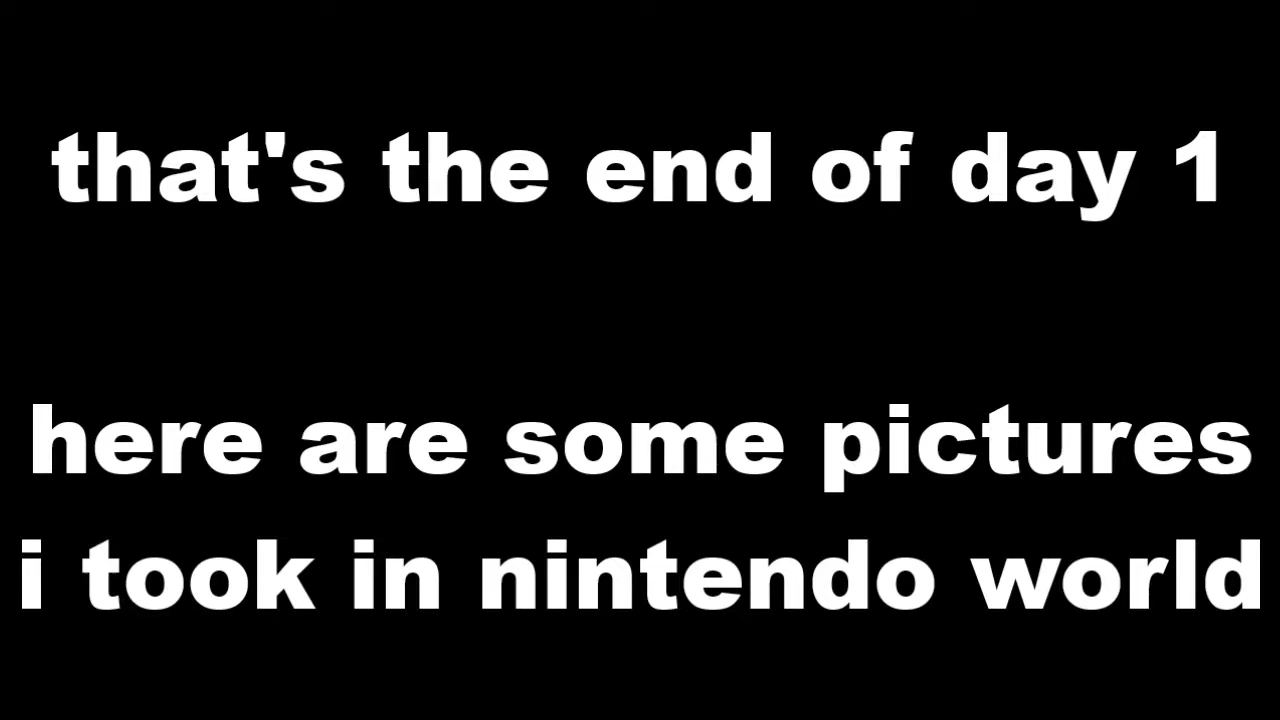 that's the end of day 1
here are some pictures
i took in nintendo world